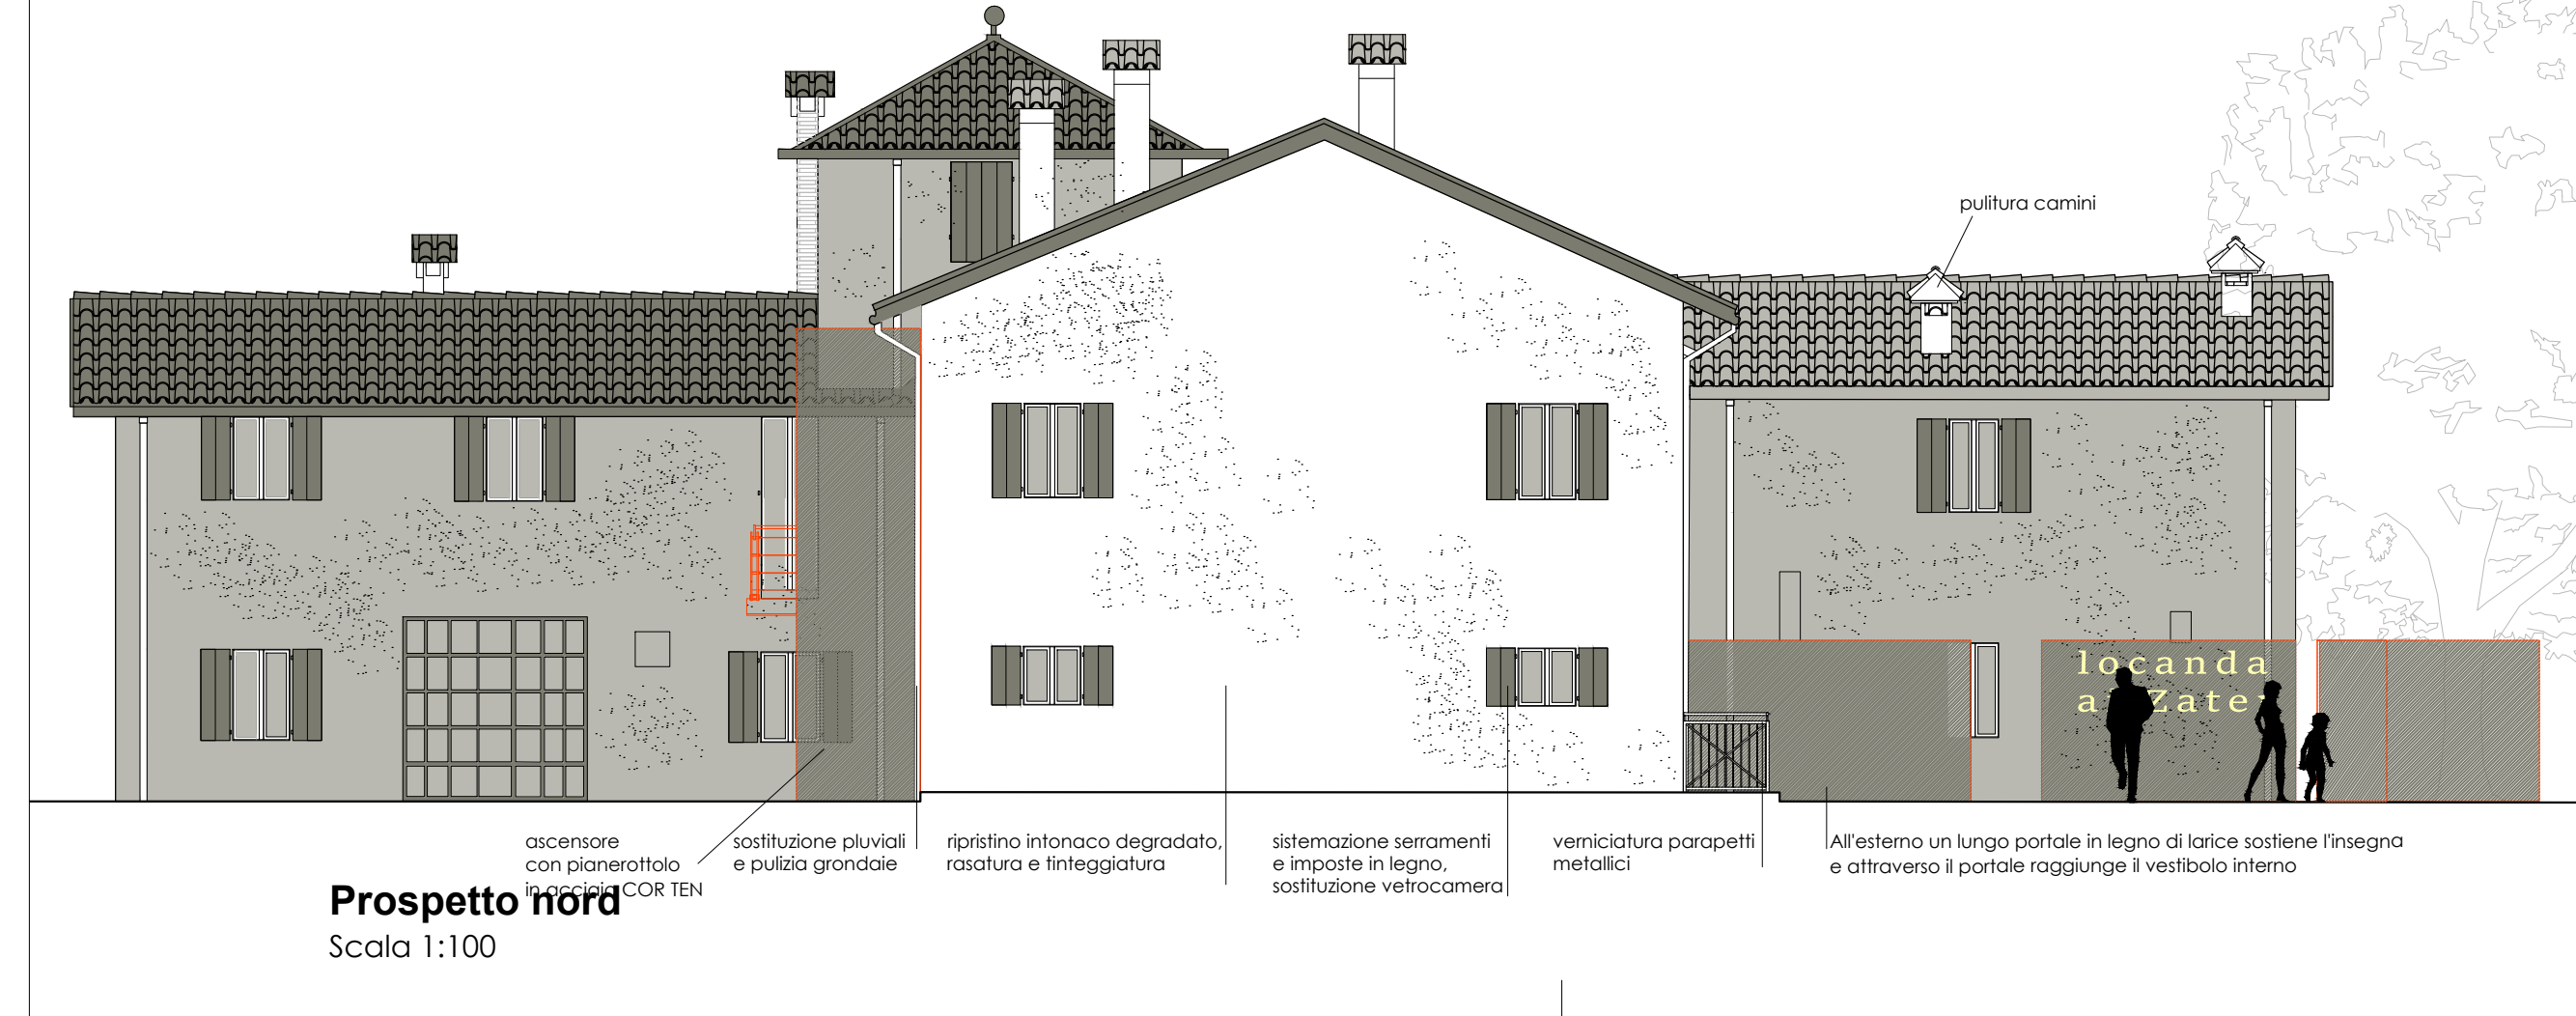 pulitura camini
locanda
ascensore
con pianerottolo
in acciaio COR TEN
sostituzione pluviali
e pulizia grondaie
ripristino intonaco degradato,
rasatura e tinteggiatura
sistemazione serramenti
e imposte in legno,
sostituzione vetrocamera
verniciatura parapetti
metallici
All'esterno un lungo portale in legno di larice sostiene l'insegna
e attraverso il portale raggiunge il vestibolo interno
Prospetto nord
Scala 1:100